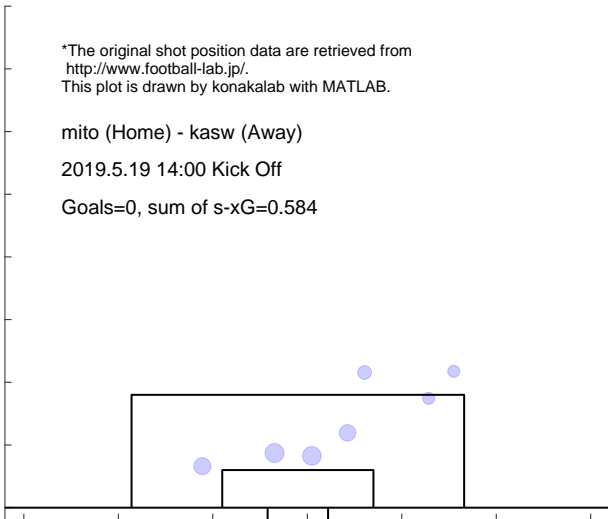 *The original shot position data are retrieved from
http://www.football-lab.jp/.
This plot is drawn by konakalab with MATLAB.
mito (Home) - kasw (Away)
2019.5.19 14:00 Kick Off
Goals=0, sum of s-xG=0.584